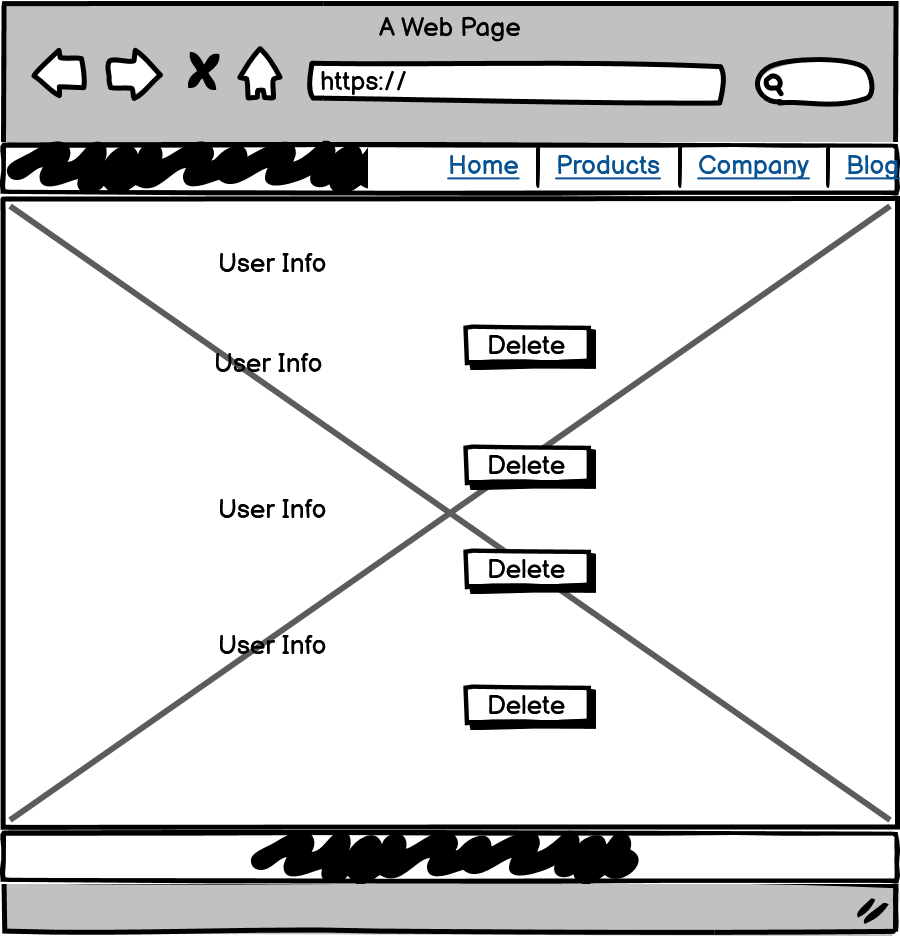 A Web Page
https://
Home Products Company Blog
User Info
Delete
User Info
Delete
User Info
Delete
User Info
Delete